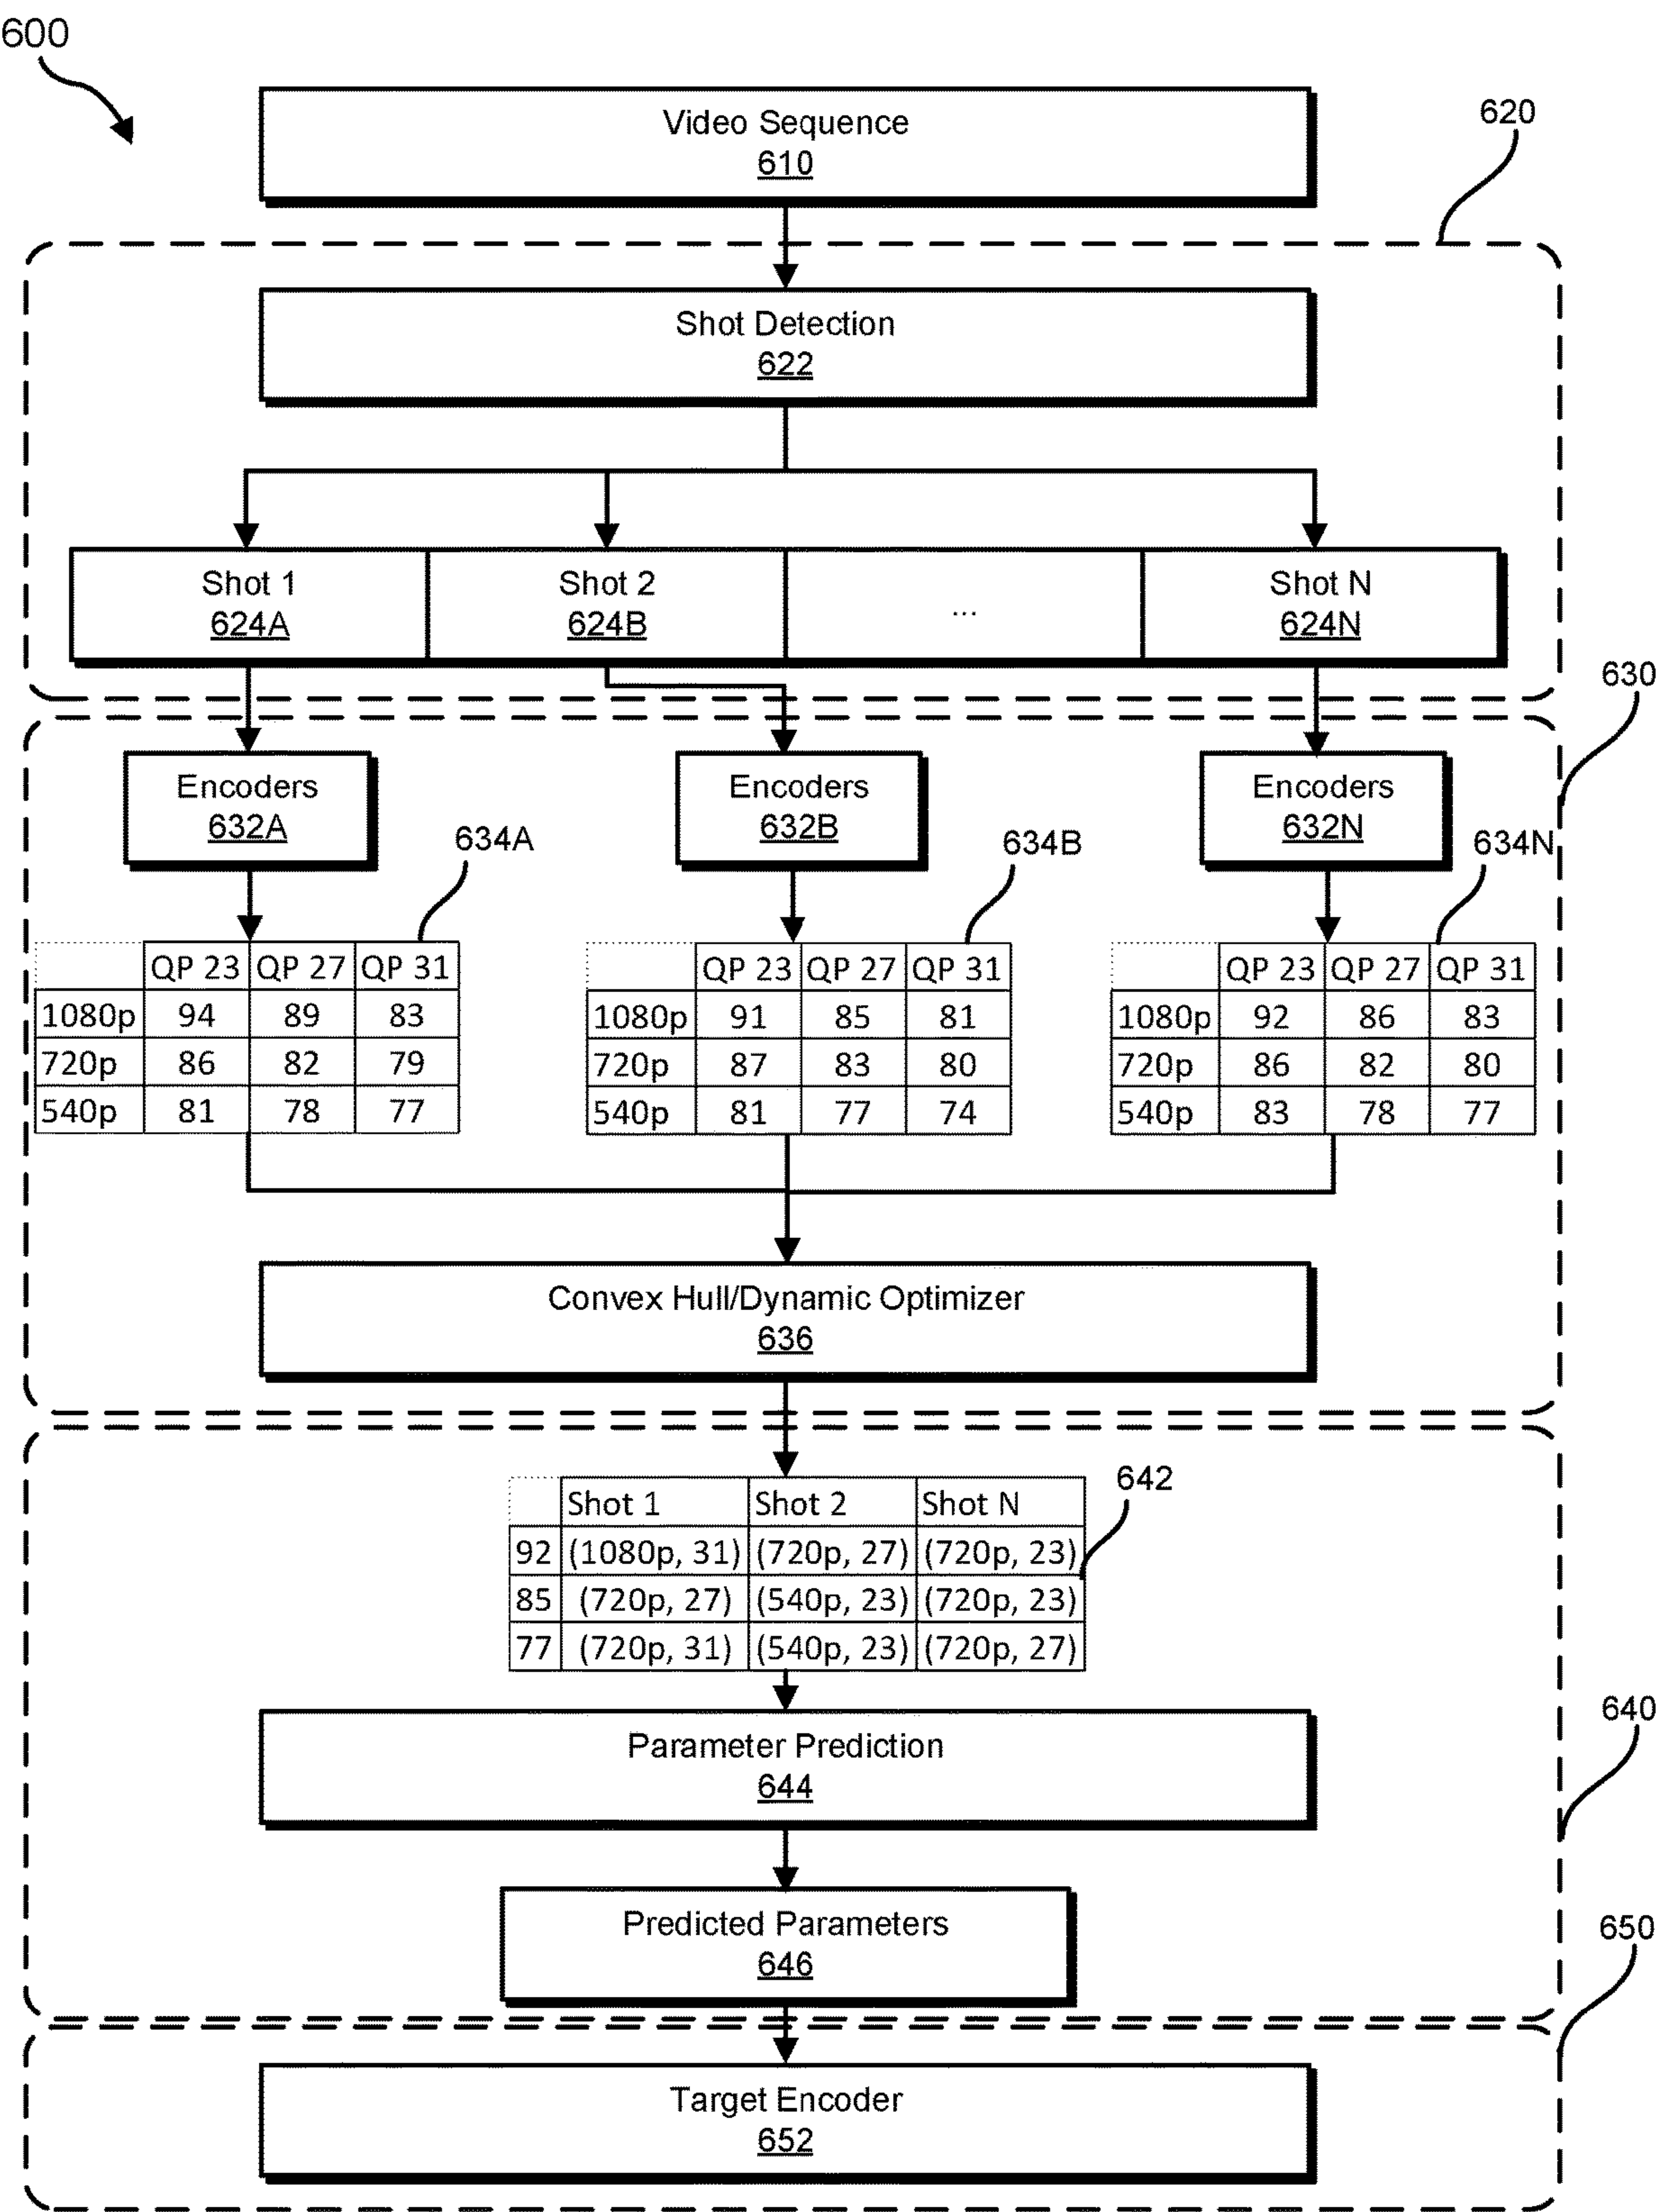 600
Video Sequence
610
620
Shot Detection
622
Shot 1
624A
Shot 2
624B
...
Shot N
624N
630
Encoders
632A
Encoders
632B
Encoders
632N
634A
634B
634N
QP 23 QP 27 QP 31
1080p 94 89 83
720p 86 82 79
540p 81 78 77
QP 23 QP 27 QP 31
1080p 91 85 81
720p 87 83 80
540p 81 77 74
QP 23 QP 27 QP 31
1080p 92 86 83
720p 86 82 80
540p 83 78 77
Convex Hull/Dynamic Optimizer
636
642
Shot 1 Shot 2 Shot N
92 (1080p, 31) (720p, 27) (720p, 23)
85 (720p, 27) (540p, 23) (720p, 23)
77 (720p, 31) (540p, 23) (720p, 27)
640
Parameter Prediction
644
Predicted Parameters
646
650
Target Encoder
652